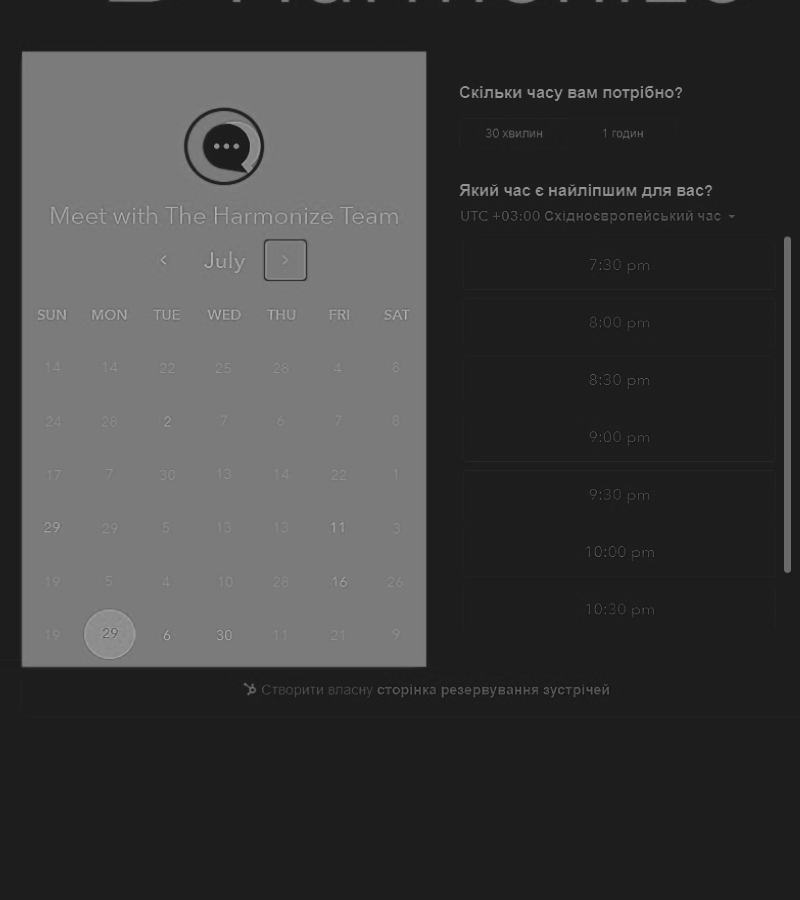 Harmonize
Meet with The Harmonize Team
July
SUN MON TUE WED THU FRI SAT
14 14 22 25 28 4 8
24 28 2 7 6 7 8
17 7 30 13 14 22 1
29 29 5 13 13 11 3
19 5 4 10 28 16 26
19 29 6 30 11 21 9
Скільки часу вам потрібно?
30 хвилин 1 годин
Який час є найліпшим для вас?
UTC +03:00 Східноєвропейський час
7:30 pm
8:00 pm
8:30 pm
9:00 pm
9:30 pm
10:00 pm
10:30 pm
Створити власну сторінка резервування зустрічей